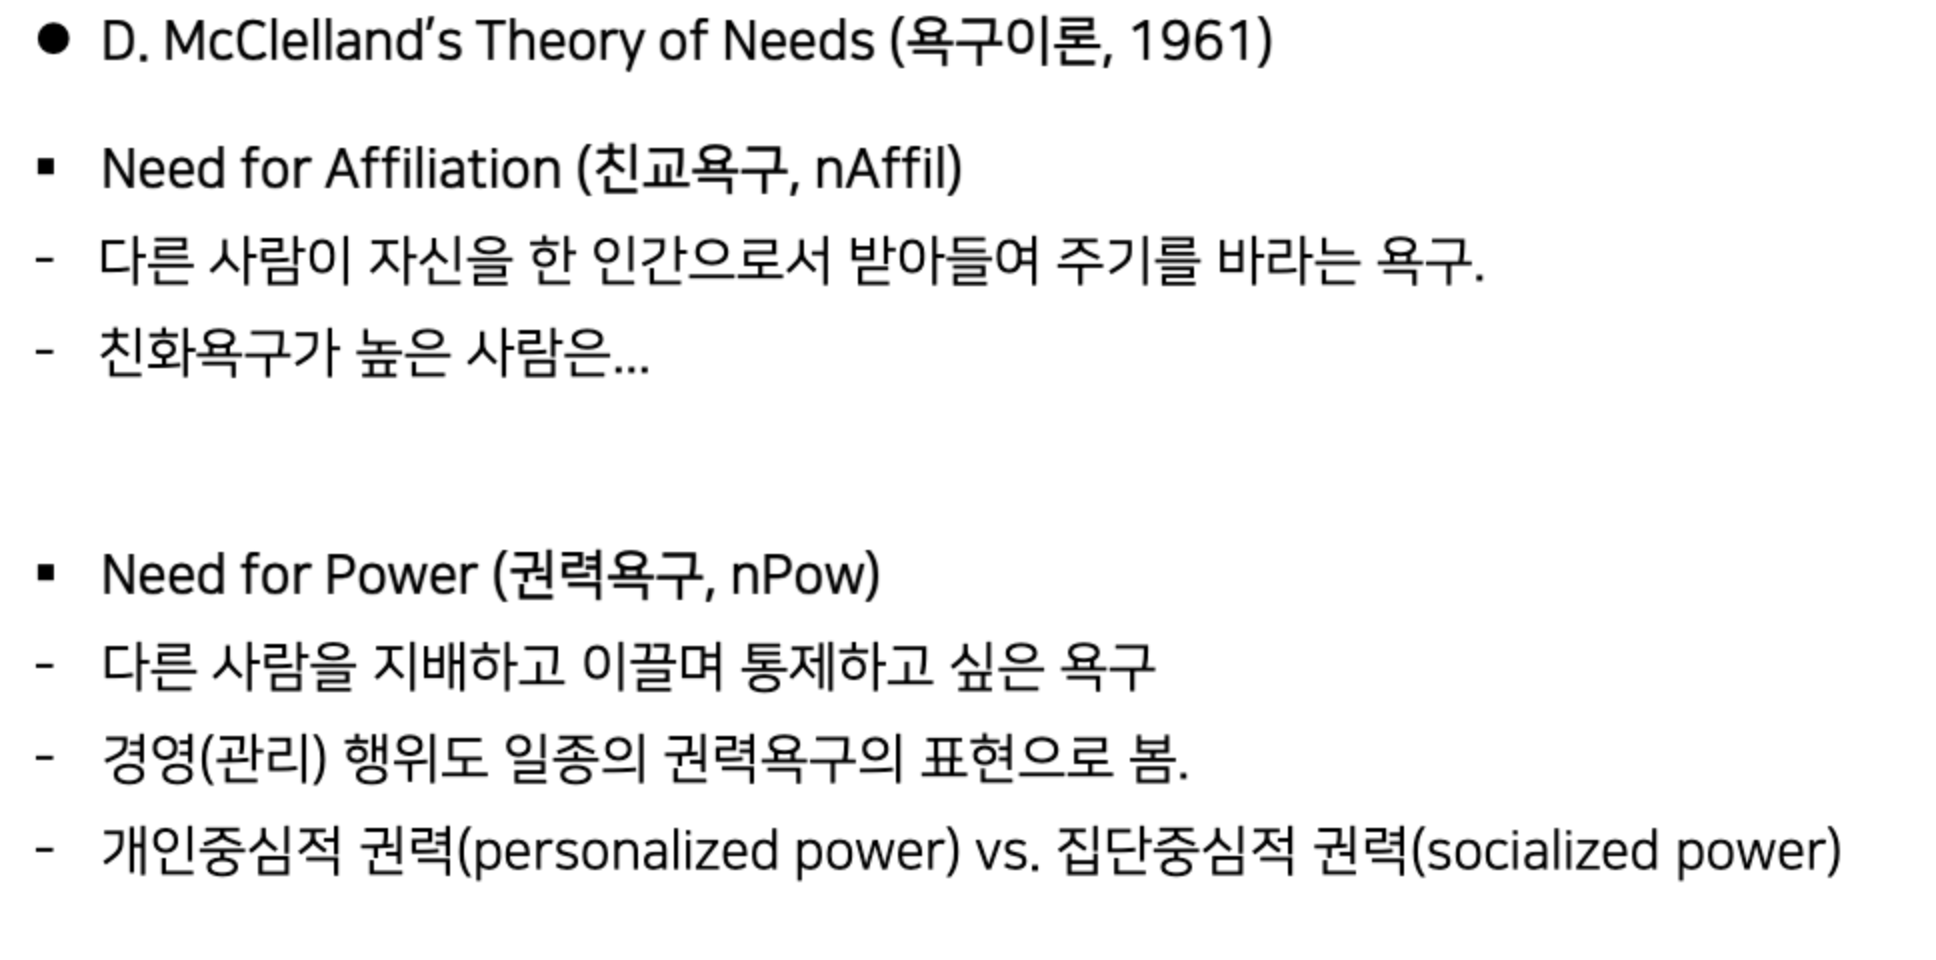 ● D. McClelland’s Theory of Needs (욕구이론, 1961)
▪ Need for Affiliation (친교욕구, nAffil)
- 다른 사람이 자신을 한 인간으로서 받아들여 주기를 바라는 욕구.
- 친화욕구가 높은 사람은...
▪ Need for Power (권력욕구, nPow)
- 다른 사람을 지배하고 이끌며 통제하고 싶은 욕구
- 경영(관리) 행위도 일종의 권력욕구의 표현으로 봄.
- 개인중심적 권력(personalized power) vs. 집단중심적 권력(socialized power)